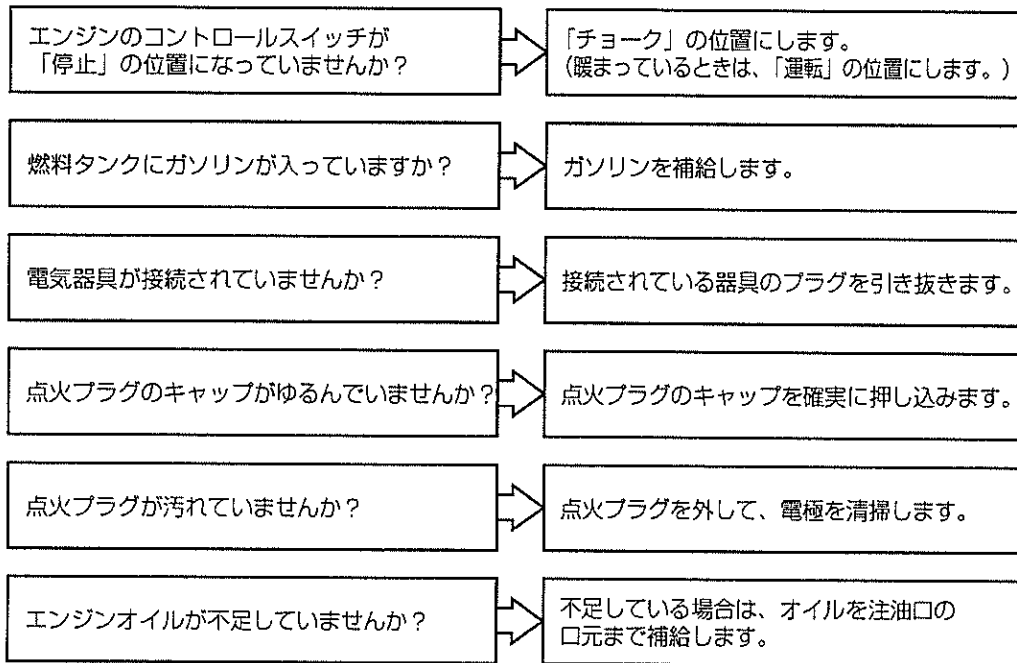 エンジンのコントロールスイッチが
「停止」の位置になっていませんか？
「チョーク」の位置にします。
（暖まっているときは、「運転」の位置にします。）
燃料タンクにガソリンが入っていますか？
ガソリンを補給します。
電気器具が接続されていませんか？
接続されている器具のプラグを引き抜きます。
点火プラグのキャップがゆるんでいませんか？
点火プラグのキャップを確実に押し込みます。
点火プラグが汚れていませんか？
点火プラグを外して、電極を清掃します。
エンジンオイルが不足していませんか？
不足している場合は、オイルを注油口の
口元まで補給します。